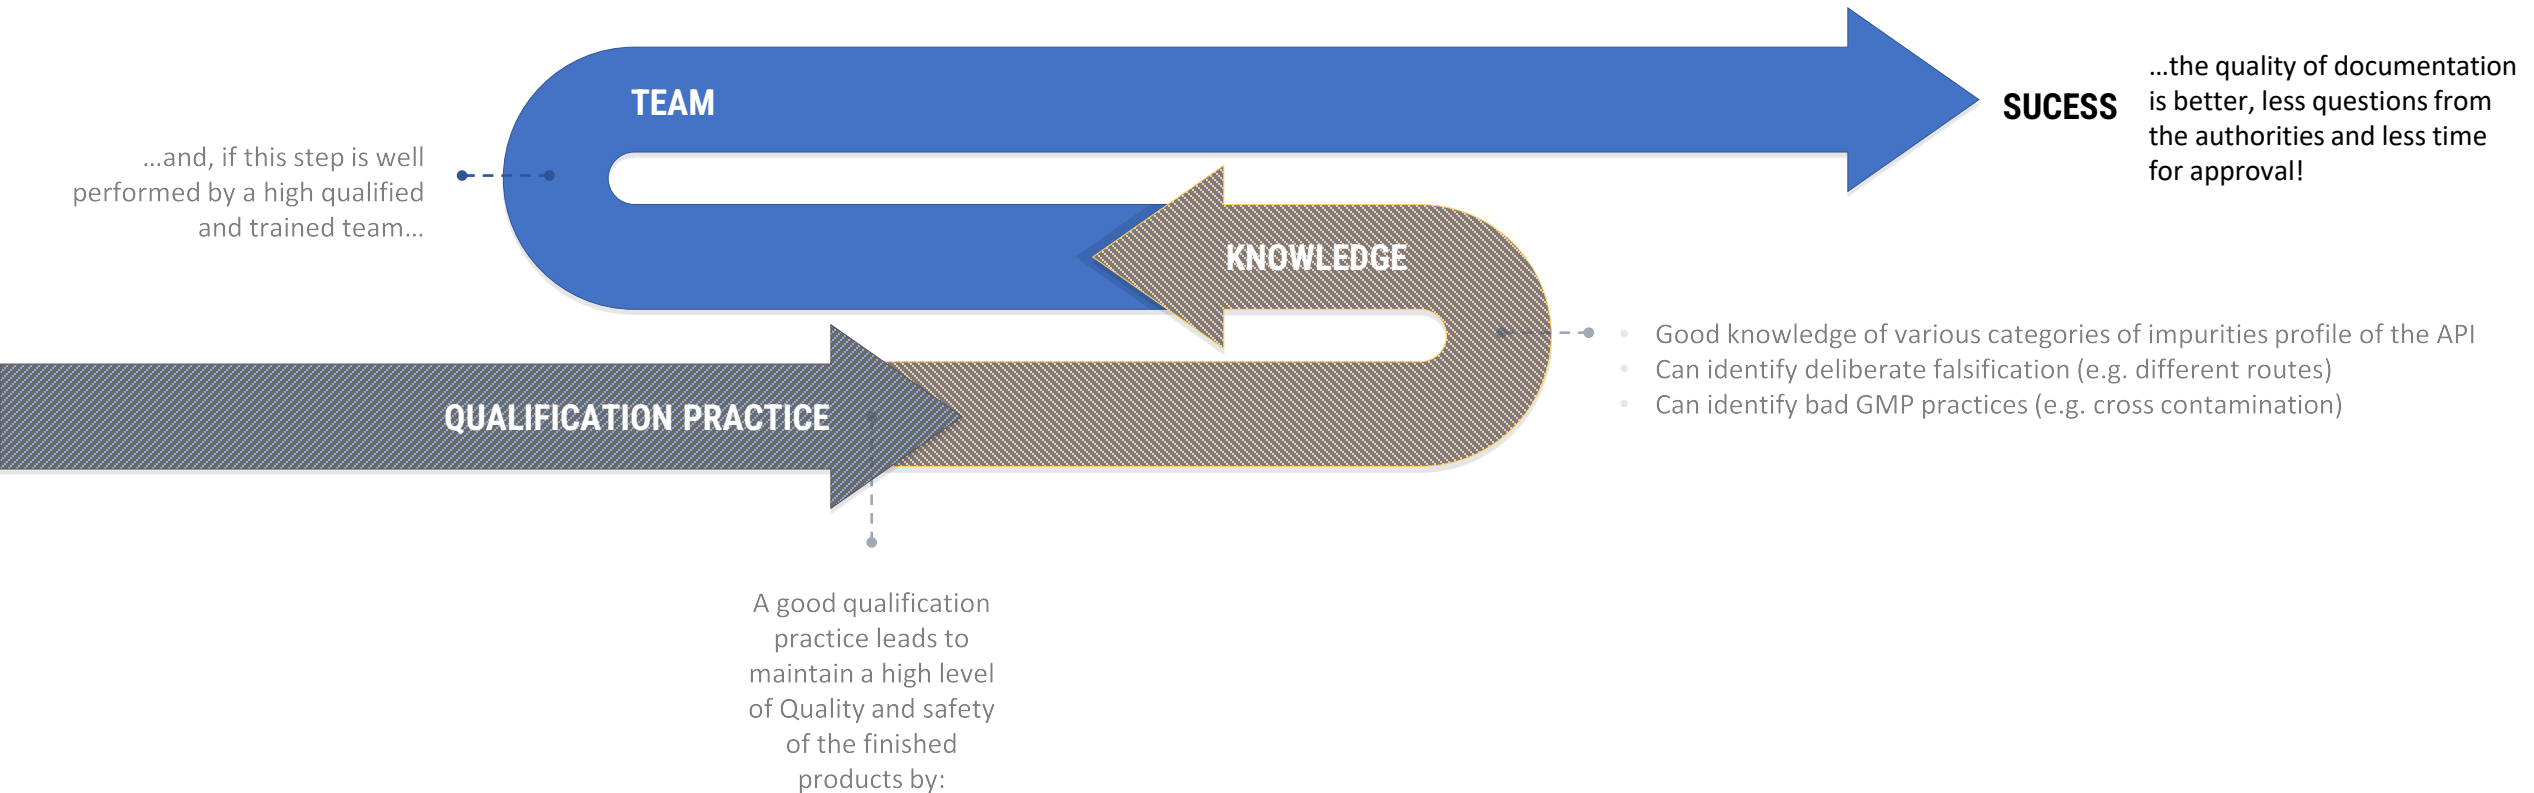 TEAM
SUCESS
...the quality of documentation
is better, less questions from
the authorities and less time
for approval!
...and, if this step is well
performed by a high qualified
and trained team...
KNOWLEDGE
• Good knowledge of various categories of impurities profile of the API
• Can identify deliberate falsification (e.g. different routes)
• Can identify bad GMP practices (e.g. cross contamination)
QUALIFICATION PRACTICE
A good qualification
practice leads to
maintain a high level
of Quality and safety
of the finished
products by: